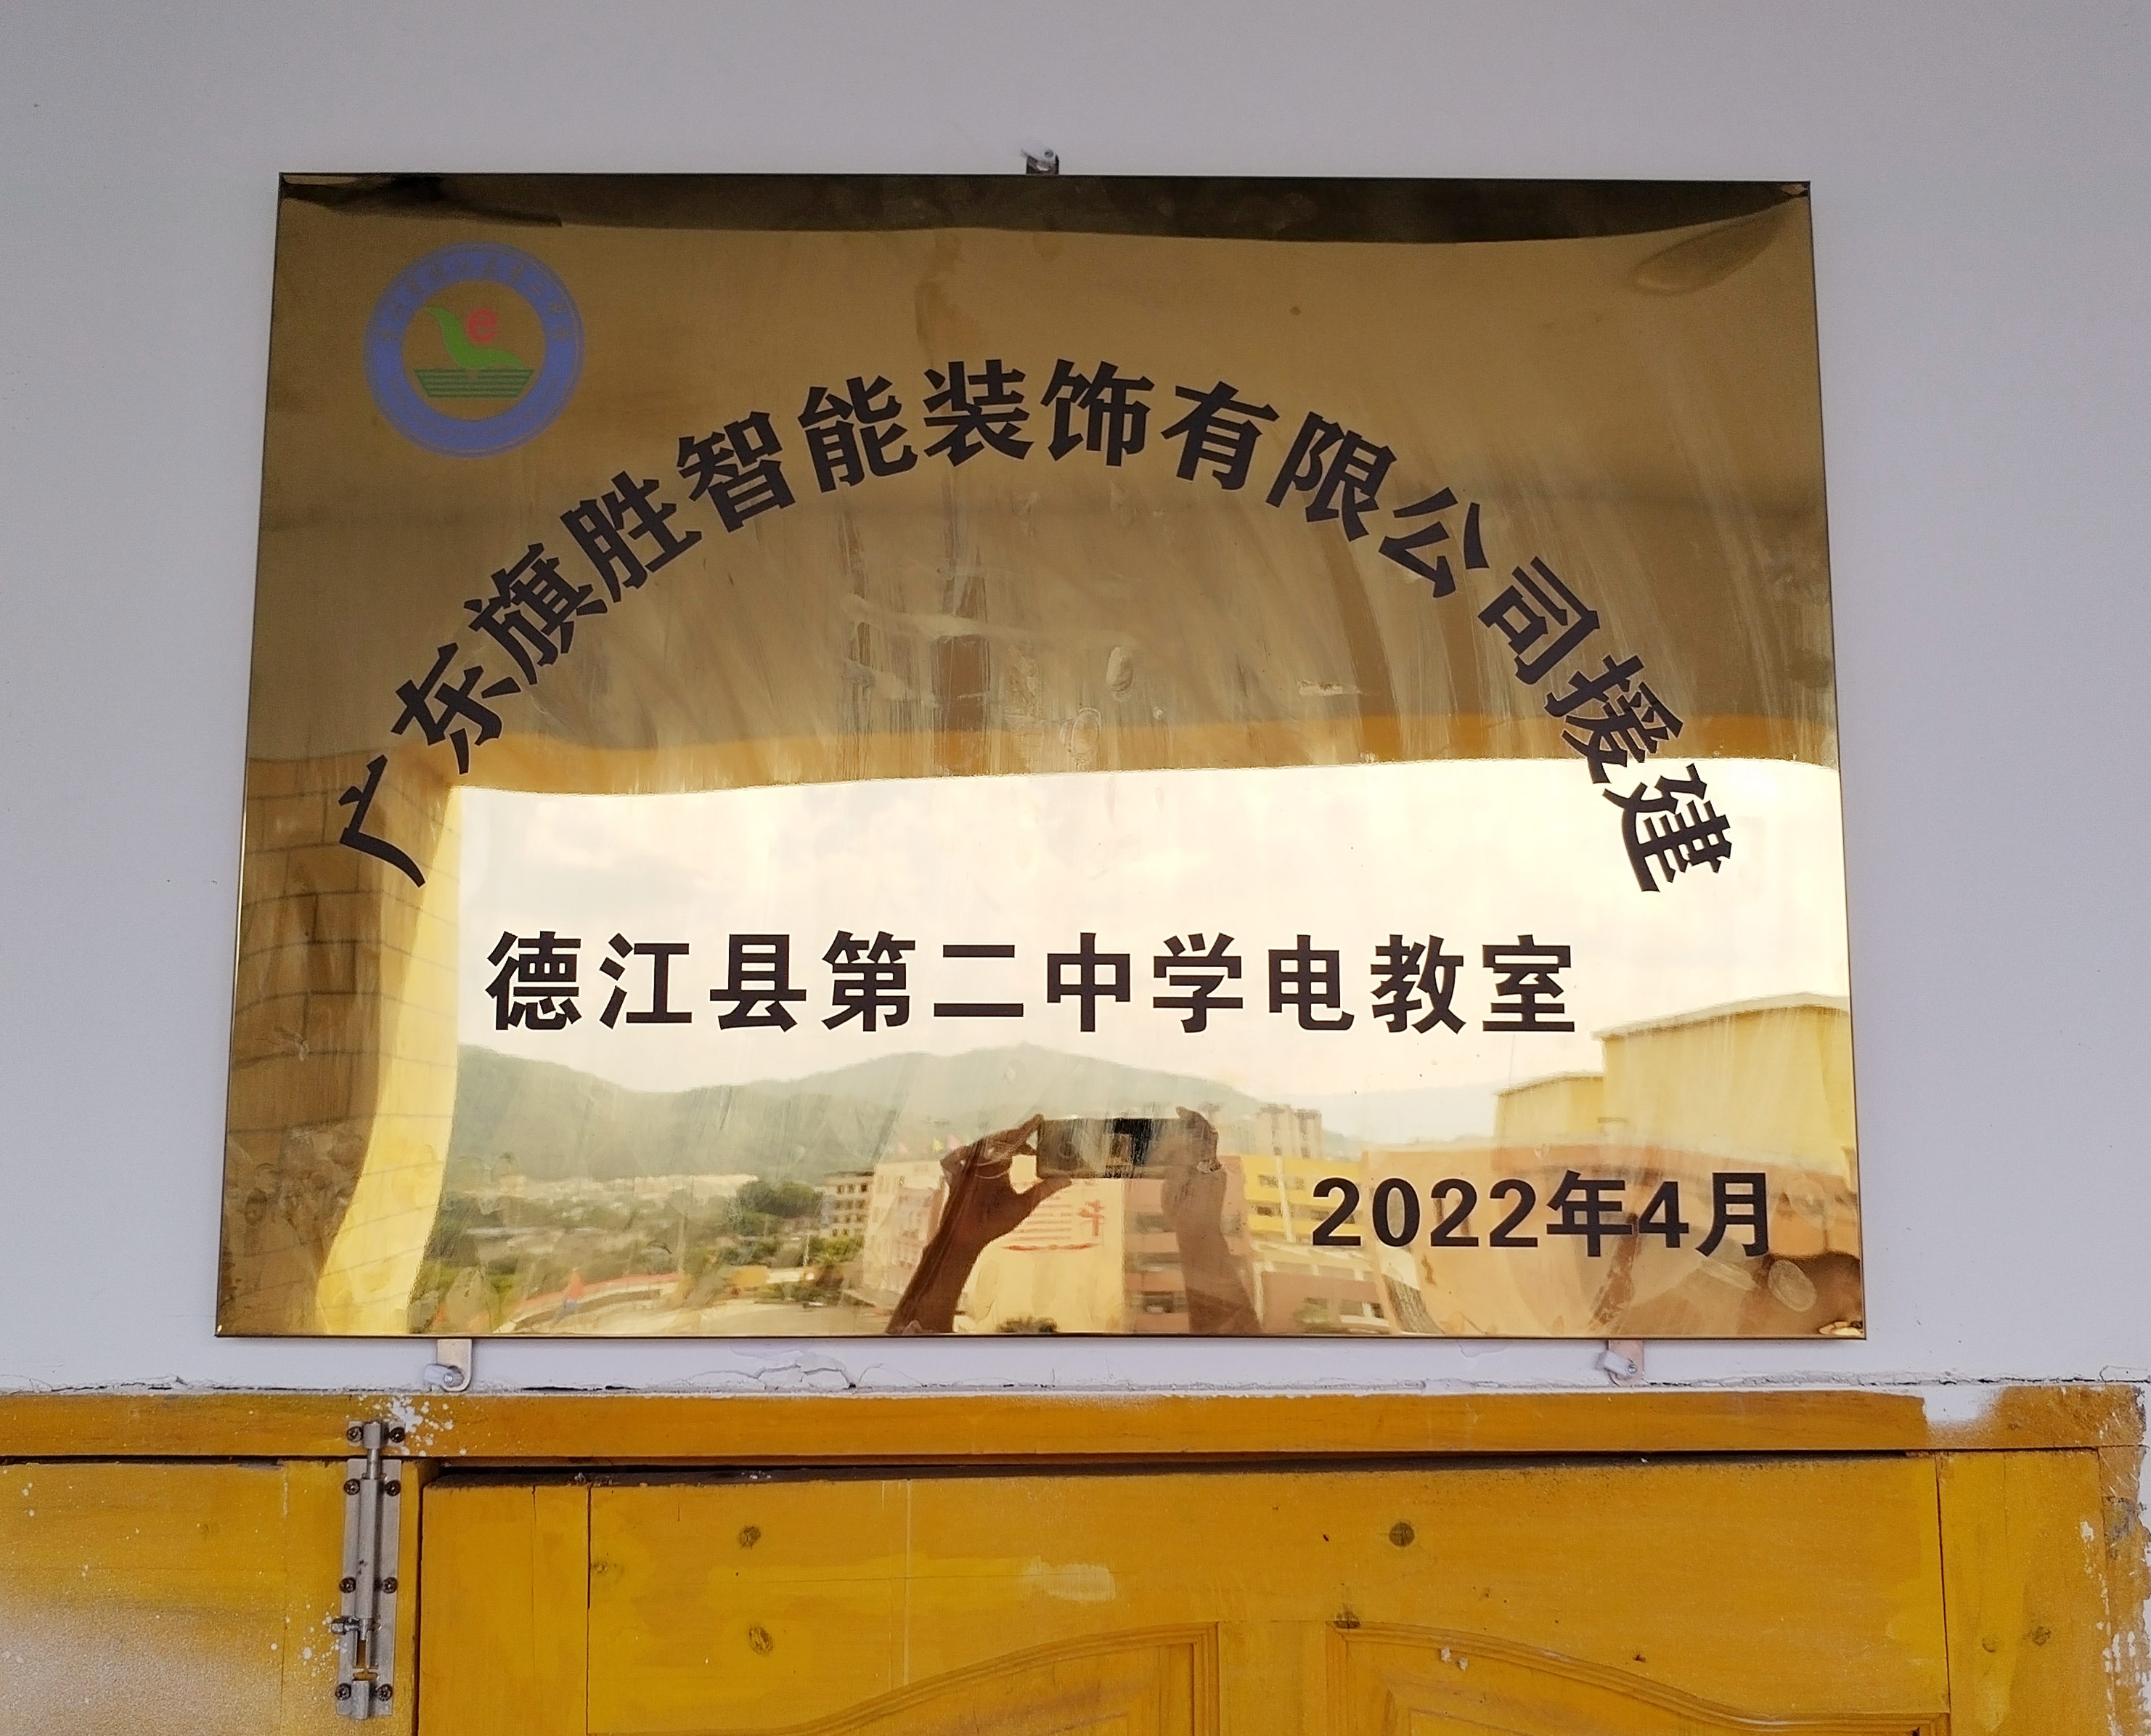 广东旗胜智能装饰有限公司援建
德江县第二中学电教室
2022年4月